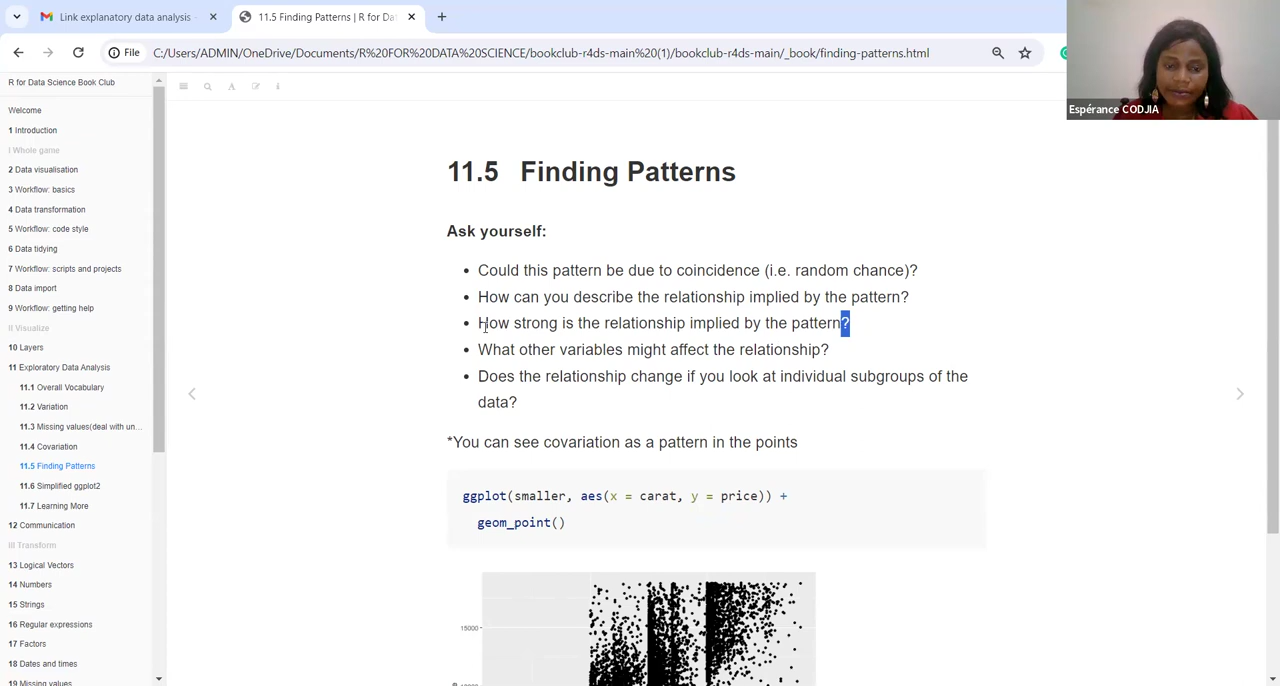 Link explanatory data analysis -
11.5 Finding Patterns | R for Da
File
C:/Users/ADMIN/OneDrive/Documents/R%20FOR%20DATA%20SCIENCE/bookclub-r4ds-main%20(1)/bookclub-r4ds-main/_book/finding-patterns.html
Espérance CODJIA
R for Data Science Book Club
Welcome
1 Introduction
I Whole game
2 Data visualisation
3 Workflow: basics
4 Data transformation
5 Workflow: code style
6 Data tidying
7 Workflow: scripts and projects
8 Data import
9 Workflow: getting help
II Visualize
10 Layers
11 Exploratory Data Analysis
11.1 Overall Vocabulary
11.2 Variation
11.3 Missing values(deal with un...
11.4 Covariation
11.5 Finding Patterns
11.6 Simplified ggplot2
11.7 Learning More
12 Communication
III Transform
13 Logical Vectors
14 Numbers
15 Strings
16 Regular expressions
17 Factors
18 Dates and times
19 Missing values
A
i
11.5 Finding Patterns
Ask yourself:
• Could this pattern be due to coincidence (i.e. random chance)?
• How can you describe the relationship implied by the pattern?
• How strong is the relationship implied by the pattern?
• What other variables might affect the relationship?
• Does the relationship change if you look at individual subgroups of the
data?
*You can see covariation as a pattern in the points
ggplot(smaller, aes(x = carat, y = price)) +
geom_point()
15000